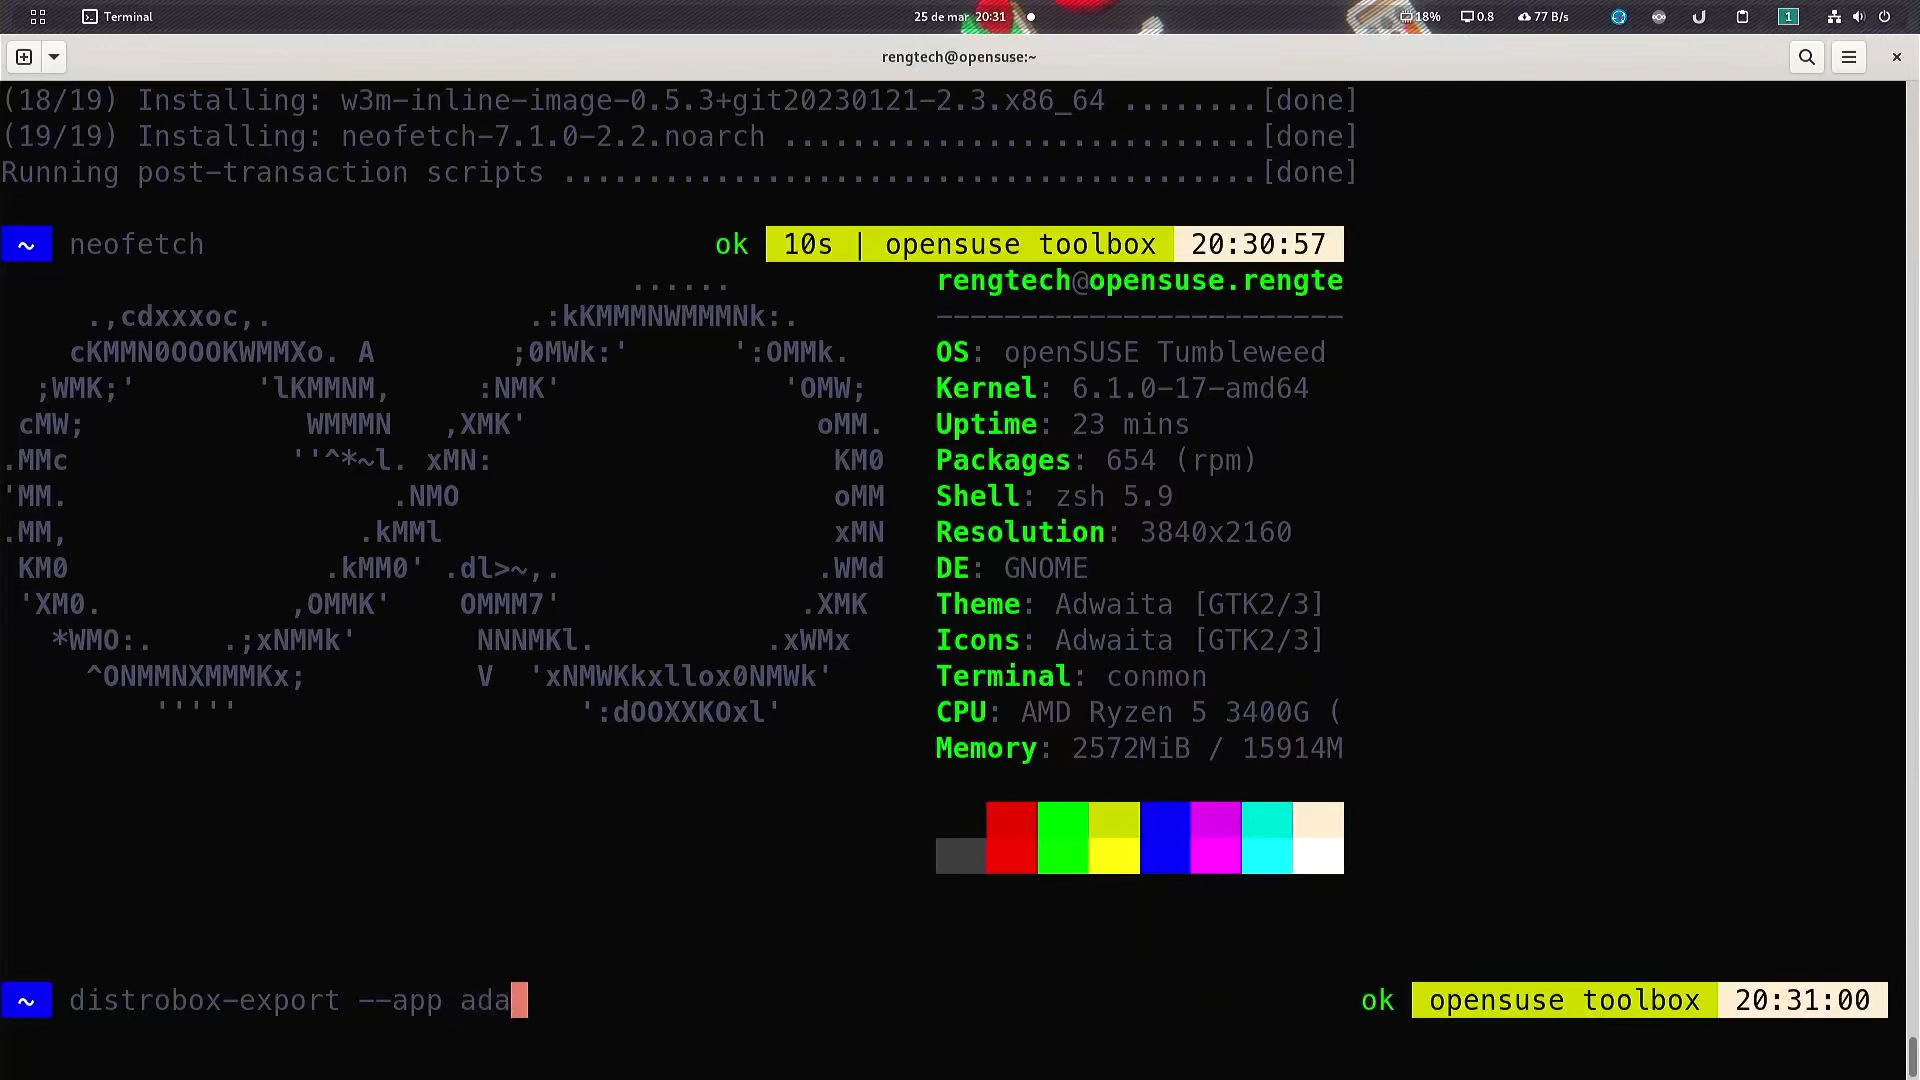 Terminal
25 de mar 20:31
18%
0.8
77 B/s
1
rengtech@opensuse:~
(18/19) Installing: w3m-inline-image-0.5.3+git20230121-2.3.x86_64 ........[done]
(19/19) Installing: neofetch-7.1.0-2.2.noarch ............................[done]
Running post-transaction scripts .........................................[done]
~ neofetch ok 10s | opensuse toolbox 20:30:57
...... rengtech@opensuse.rengte
.,cdxxxoc,. .:kKMMMNWMMMNk:. ------------------------
cKMMN0OOOKWMMXo. A ;0MWk:' ':OMMk. OS: openSUSE Tumbleweed
;WMK;' 'lKMMNM, :NMK' 'OMW; Kernel: 6.1.0-17-amd64
cMW; WMMMN ,XMK' oMM. Uptime: 23 mins
.MMc ''^*~l. xMN: KM0 Packages: 654 (rpm)
'MM. .NMO oMM Shell: zsh 5.9
.MM, .kMMl xMN Resolution: 3840x2160
KM0 .kMM0' .dl>~,. .WMd DE: GNOME
'XM0. ,OMMK' OMMM7' .XMK Theme: Adwaita [GTK2/3]
*WMO:. .;xNMMk' NNNMKl. .xWMx Icons: Adwaita [GTK2/3]
^ONMMNXMMMKx; V 'xNMWKkxllox0NMWk' Terminal: conmon
''''' ':dOOXXKOxl' CPU: AMD Ryzen 5 3400G (
Memory: 2572MiB / 15914M
~ distrobox-export --app ada ok opensuse toolbox 20:31:00